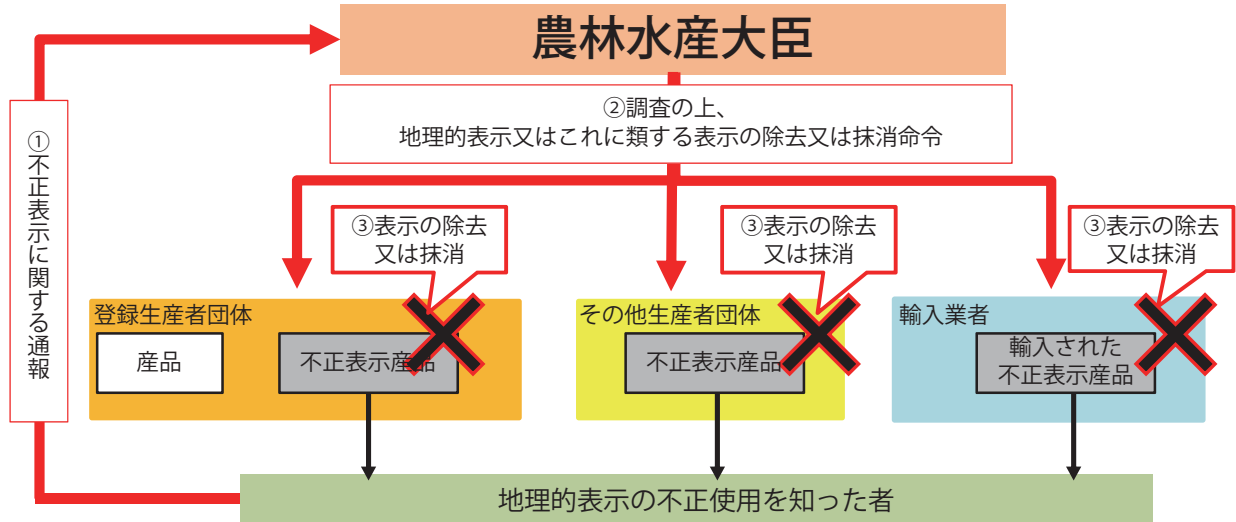 農林水産大臣
②調査の上、
地理的表示又はこれに類する表示の除去又は抹消命令
①不正表示に関する通報
③表示の除去
又は抹消
③表示の除去
又は抹消
③表示の除去
又は抹消
登録生産者団体
産品
不正表示産品
その他生産者団体
不正表示産品
輸入業者
輸入された
不正表示産品
地理的表示の不正使用を知った者